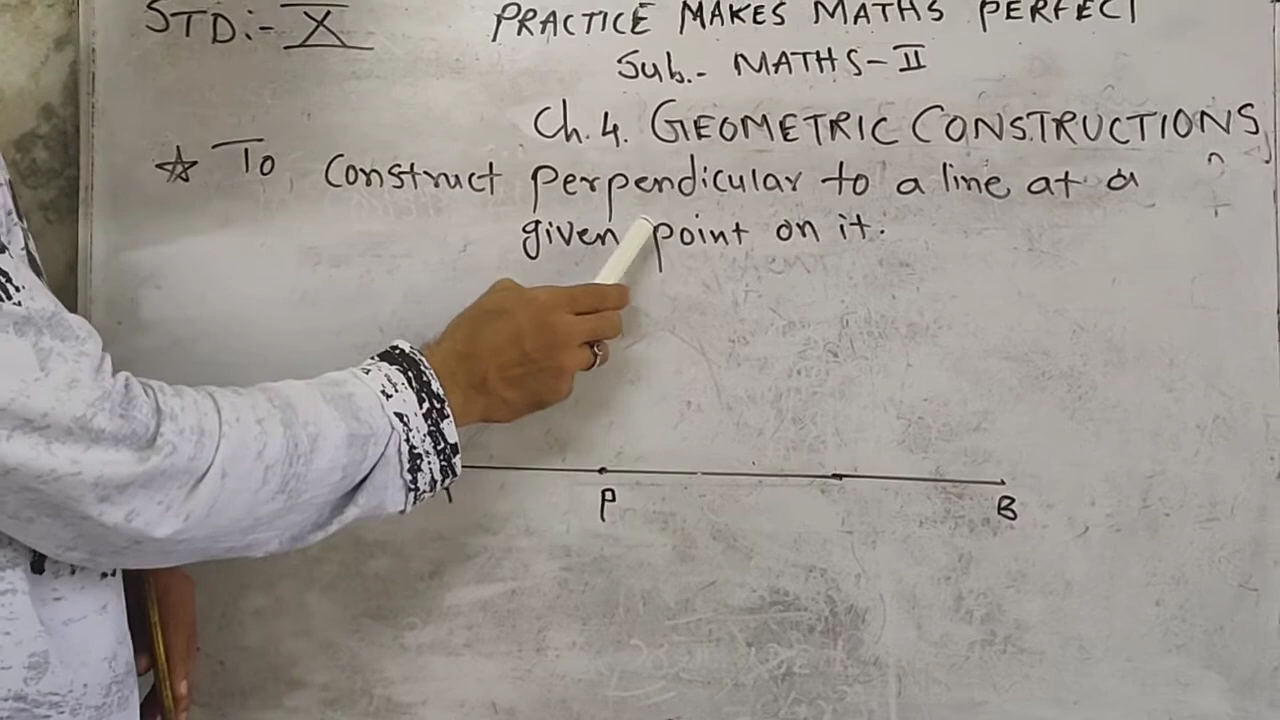 STD:- X
PRACTICE MAKES MATHS PERFECT
Sub.- MATHS-II
Ch.4. GEOMETRIC CONSTRUCTIONS
☆ To construct perpendicular to a line at a
given point on it.
P
B